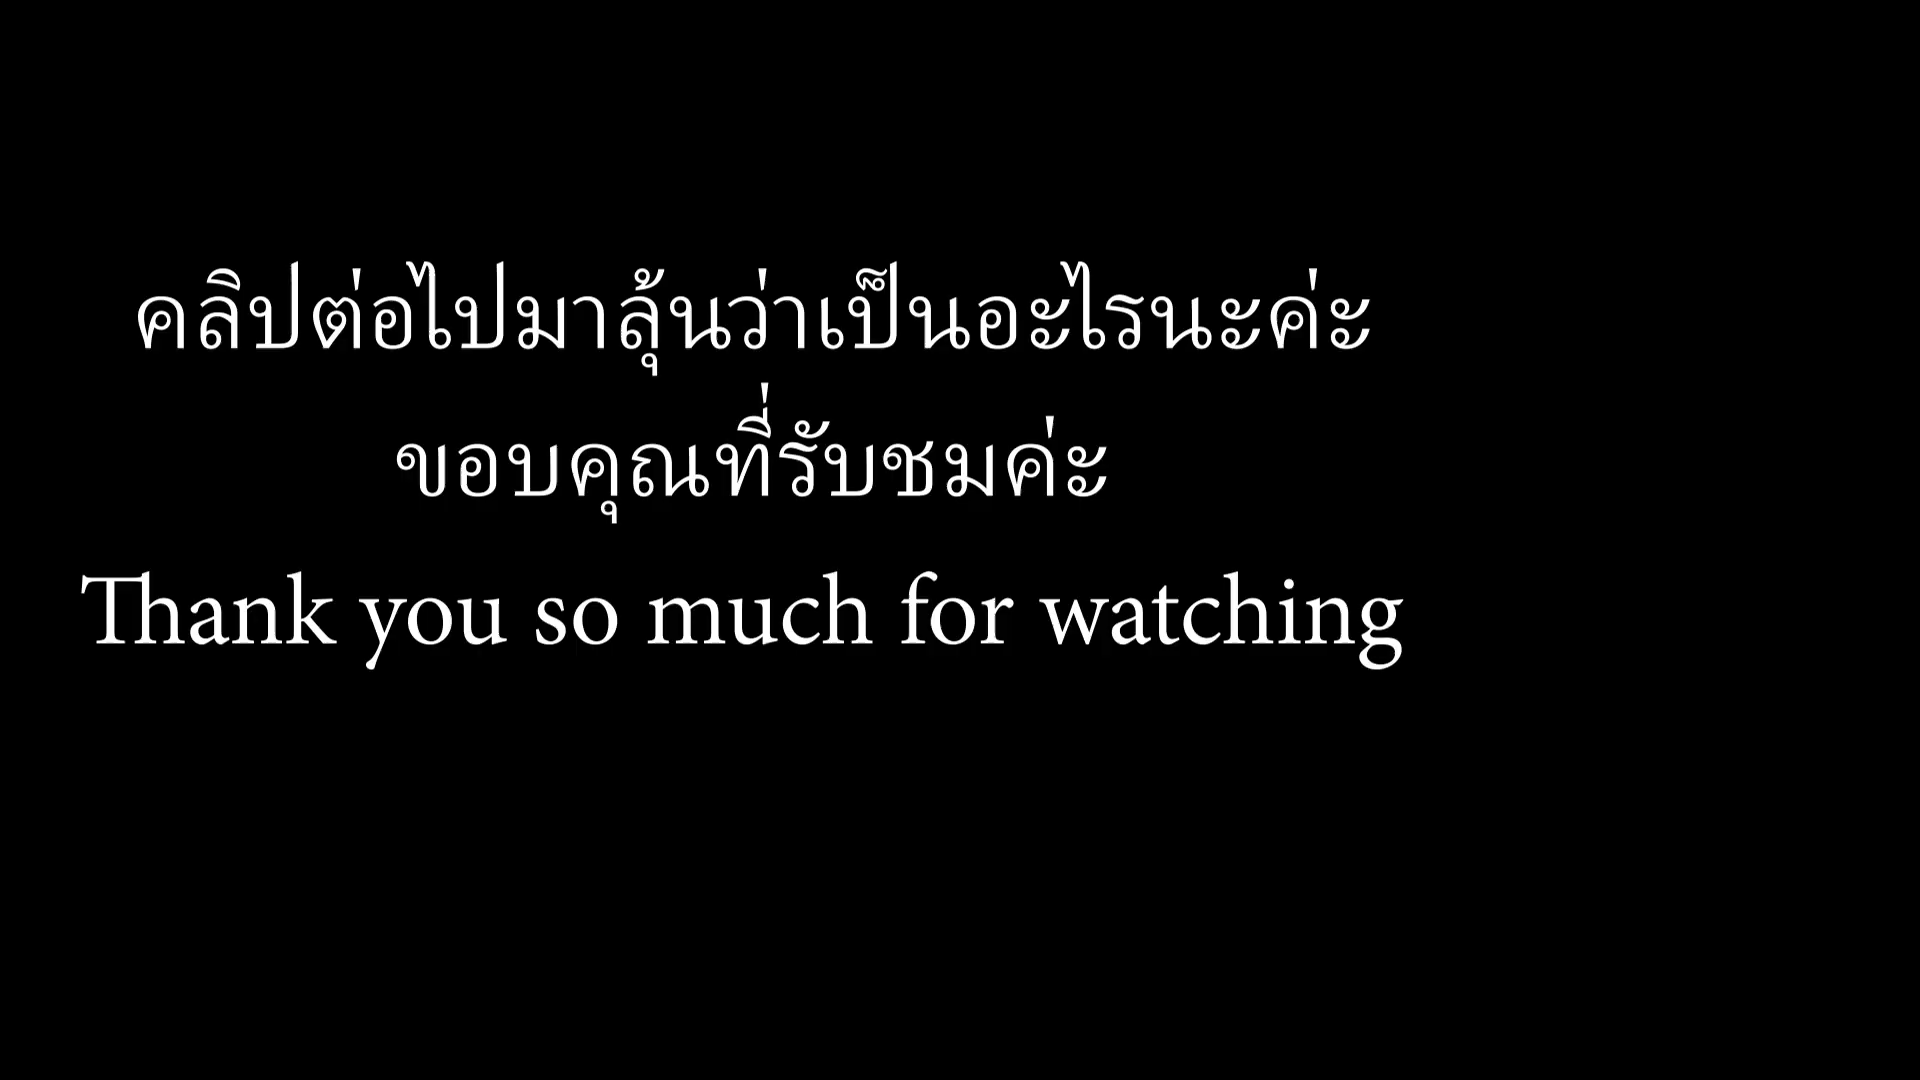 คลิปต่อไปมาลุ้นว่าเป็นอะไรนะค่ะ
ขอบคุณที่รับชมค่ะ
Thank you so much for watching